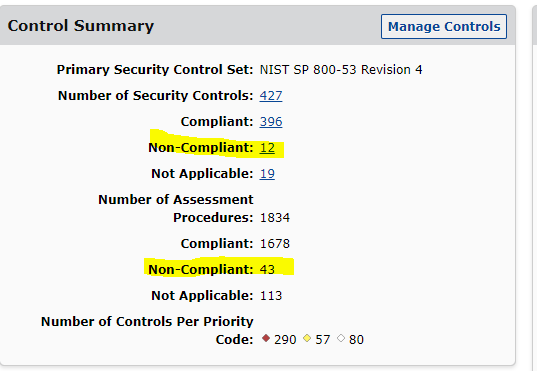 Control Summary
Manage Controls
Primary Security Control Set: NIST SP 800-53 Revision 4
Number of Security Controls: 427
Compliant: 396
Non-Compliant: 12
Not Applicable: 19
Number of Assessment
Procedures: 1834
Compliant: 1678
Non-Compliant: 43
Not Applicable: 113
Number of Controls Per Priority
Code: 290 57 80